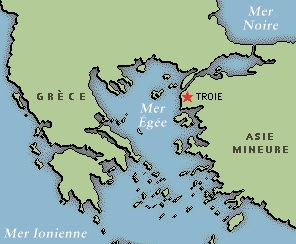 Mer
Noire
GRÈCE
TROIE
Mer
Égée
ASIE
MINEURE
Mer Ionienne